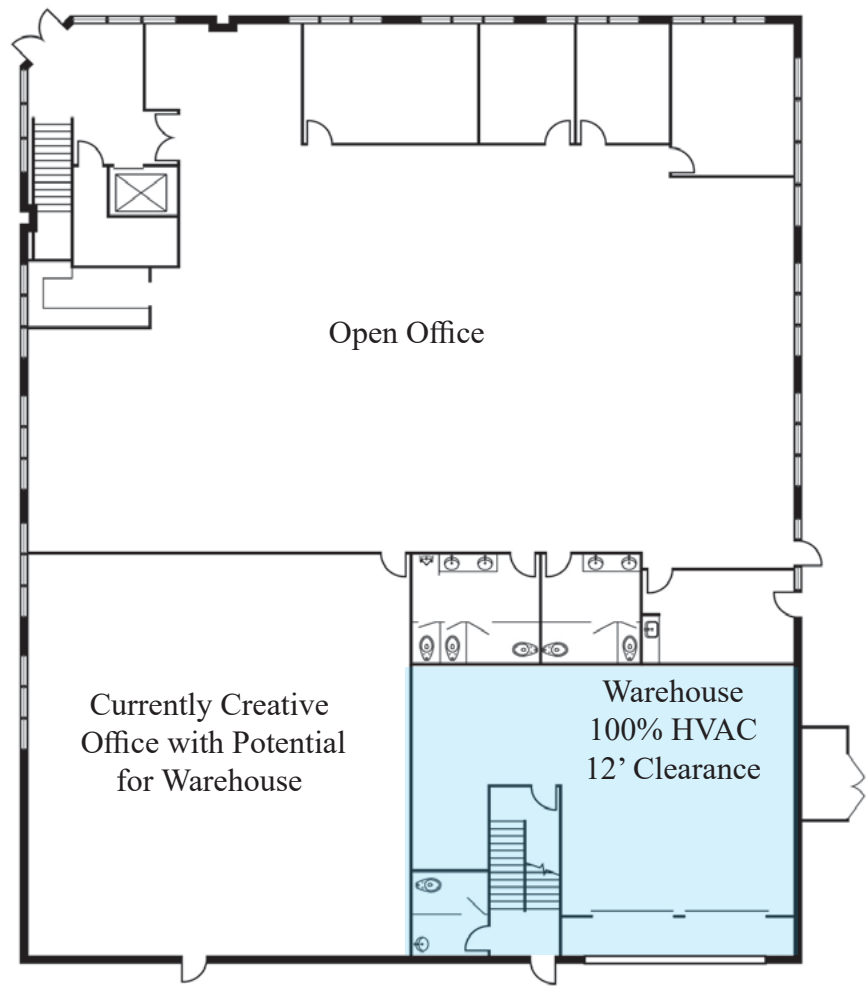 Open Office
Currently Creative
Office with Potential
for Warehouse
Warehouse
100% HVAC
12’ Clearance